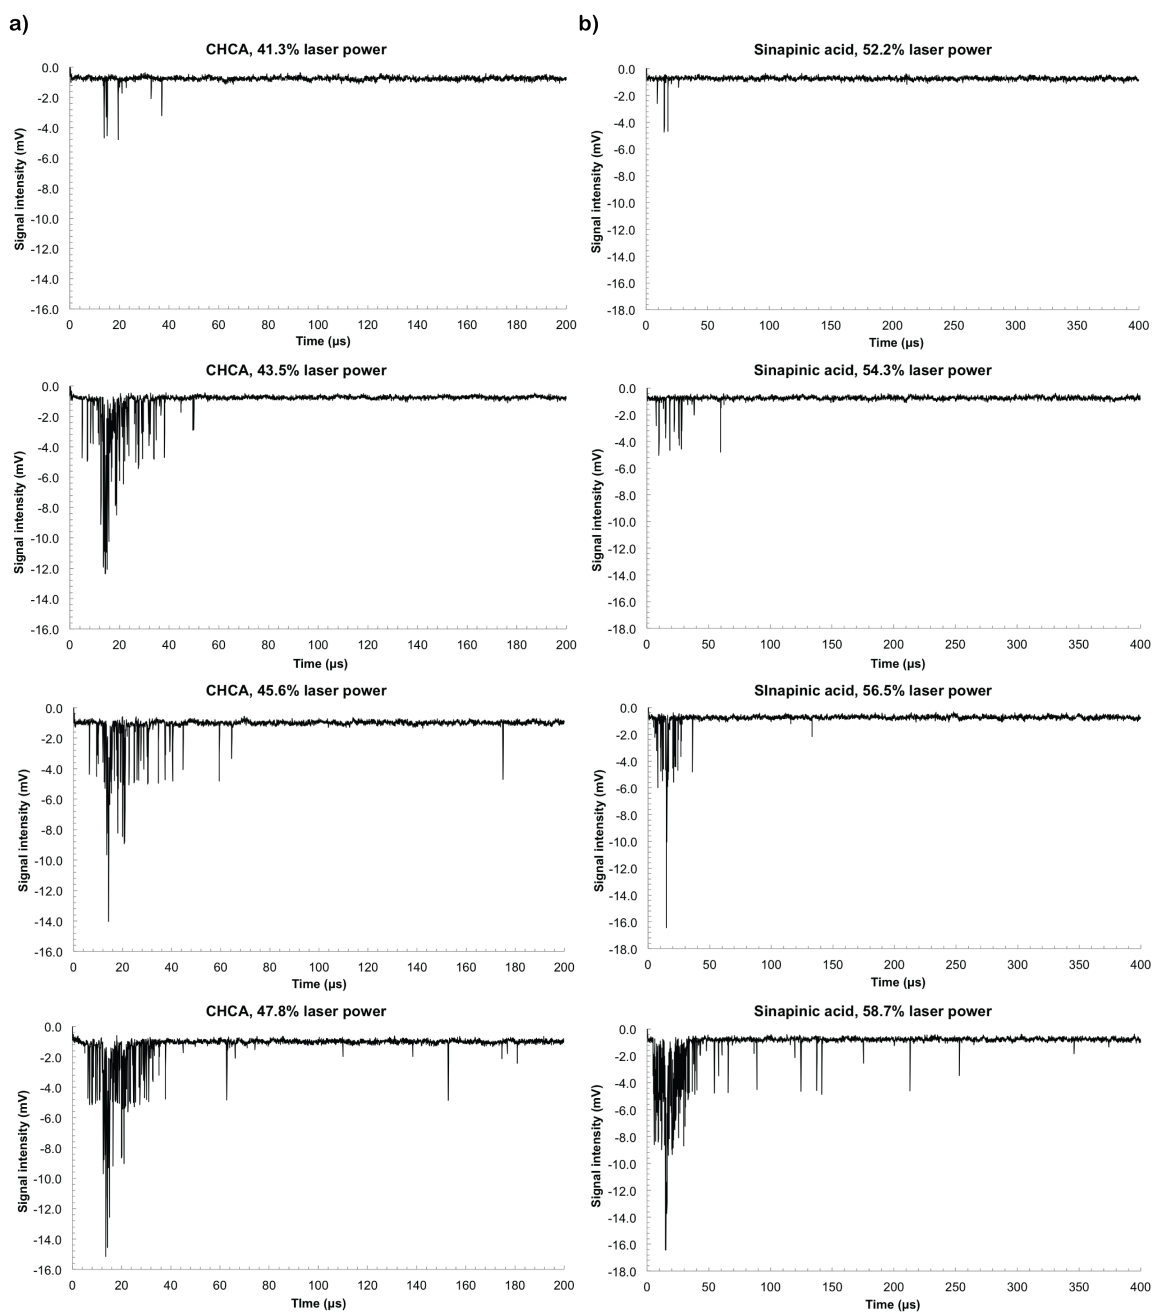 a)
CHCA, 41.3% laser power
Signal intensity (mV)
0.0
-2.0
-4.0
-6.0
-8.0
-10.0
-12.0
-14.0
-16.0
0 20 40 60 80 100 120 140 160 180 200
Time (µs)
CHCA, 43.5% laser power
Signal intensity (mV)
0.0
-2.0
-4.0
-6.0
-8.0
-10.0
-12.0
-14.0
-16.0
0 20 40 60 80 100 120 140 160 180 200
Time (µs)
CHCA, 45.6% laser power
Signal intensity (mV)
0.0
-2.0
-4.0
-6.0
-8.0
-10.0
-12.0
-14.0
-16.0
0 20 40 60 80 100 120 140 160 180 200
Time (µs)
CHCA, 47.8% laser power
Signal intensity (mV)
0.0
-2.0
-4.0
-6.0
-8.0
-10.0
-12.0
-14.0
-16.0
0 20 40 60 80 100 120 140 160 180 200
TIme (µs)
b)
Sinapinic acid, 52.2% laser power
Signal intensity (mV)
0.0
-2.0
-4.0
-6.0
-8.0
-10.0
-12.0
-14.0
-16.0
-18.0
0 50 100 150 200 250 300 350 400
Time (µs)
Sinapinic acid, 54.3% laser power
Signal intensity (mV)
0.0
-2.0
-4.0
-6.0
-8.0
-10.0
-12.0
-14.0
-16.0
-18.0
0 50 100 150 200 250 300 350 400
Time (µs)
SInapinic acid, 56.5% laser power
Signal intensity (mV)
0.0
-2.0
-4.0
-6.0
-8.0
-10.0
-12.0
-14.0
-16.0
-18.0
0 50 100 150 200 250 300 350 400
Time (µs)
Sinapinic acid, 58.7% laser power
Signal intensity (mV)
0.0
-2.0
-4.0
-6.0
-8.0
-10.0
-12.0
-14.0
-16.0
-18.0
0 50 100 150 200 250 300 350 400
Time (µs)